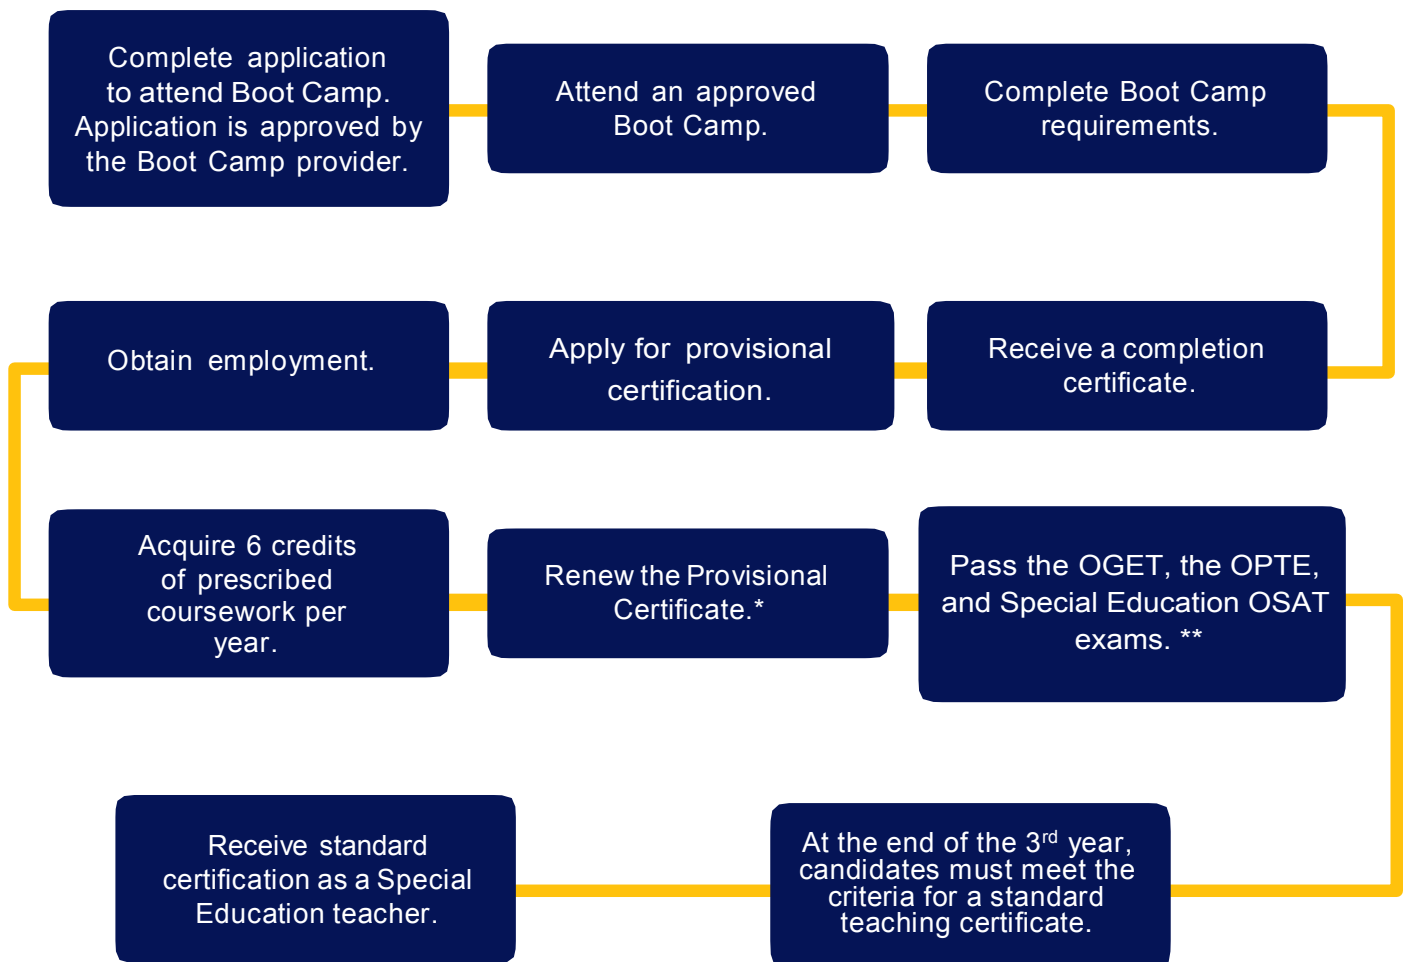 Complete application
to attend Boot Camp.
Application is approved by
the Boot Camp provider.
Attend an approved
Boot Camp.
Complete Boot Camp
requirements.
Receive a completion
certificate.
Apply for provisional
certification.
Obtain employment.
Acquire 6 credits
of prescribed
coursework per
year.
Renew the Provisional
Certificate.*
Pass the OGET, the OPTE,
and Special Education OSAT
exams. **
At the end of the 3rd year,
candidates must meet the
criteria for a standard
teaching certificate.
Receive standard
certification as a Special
Education teacher.